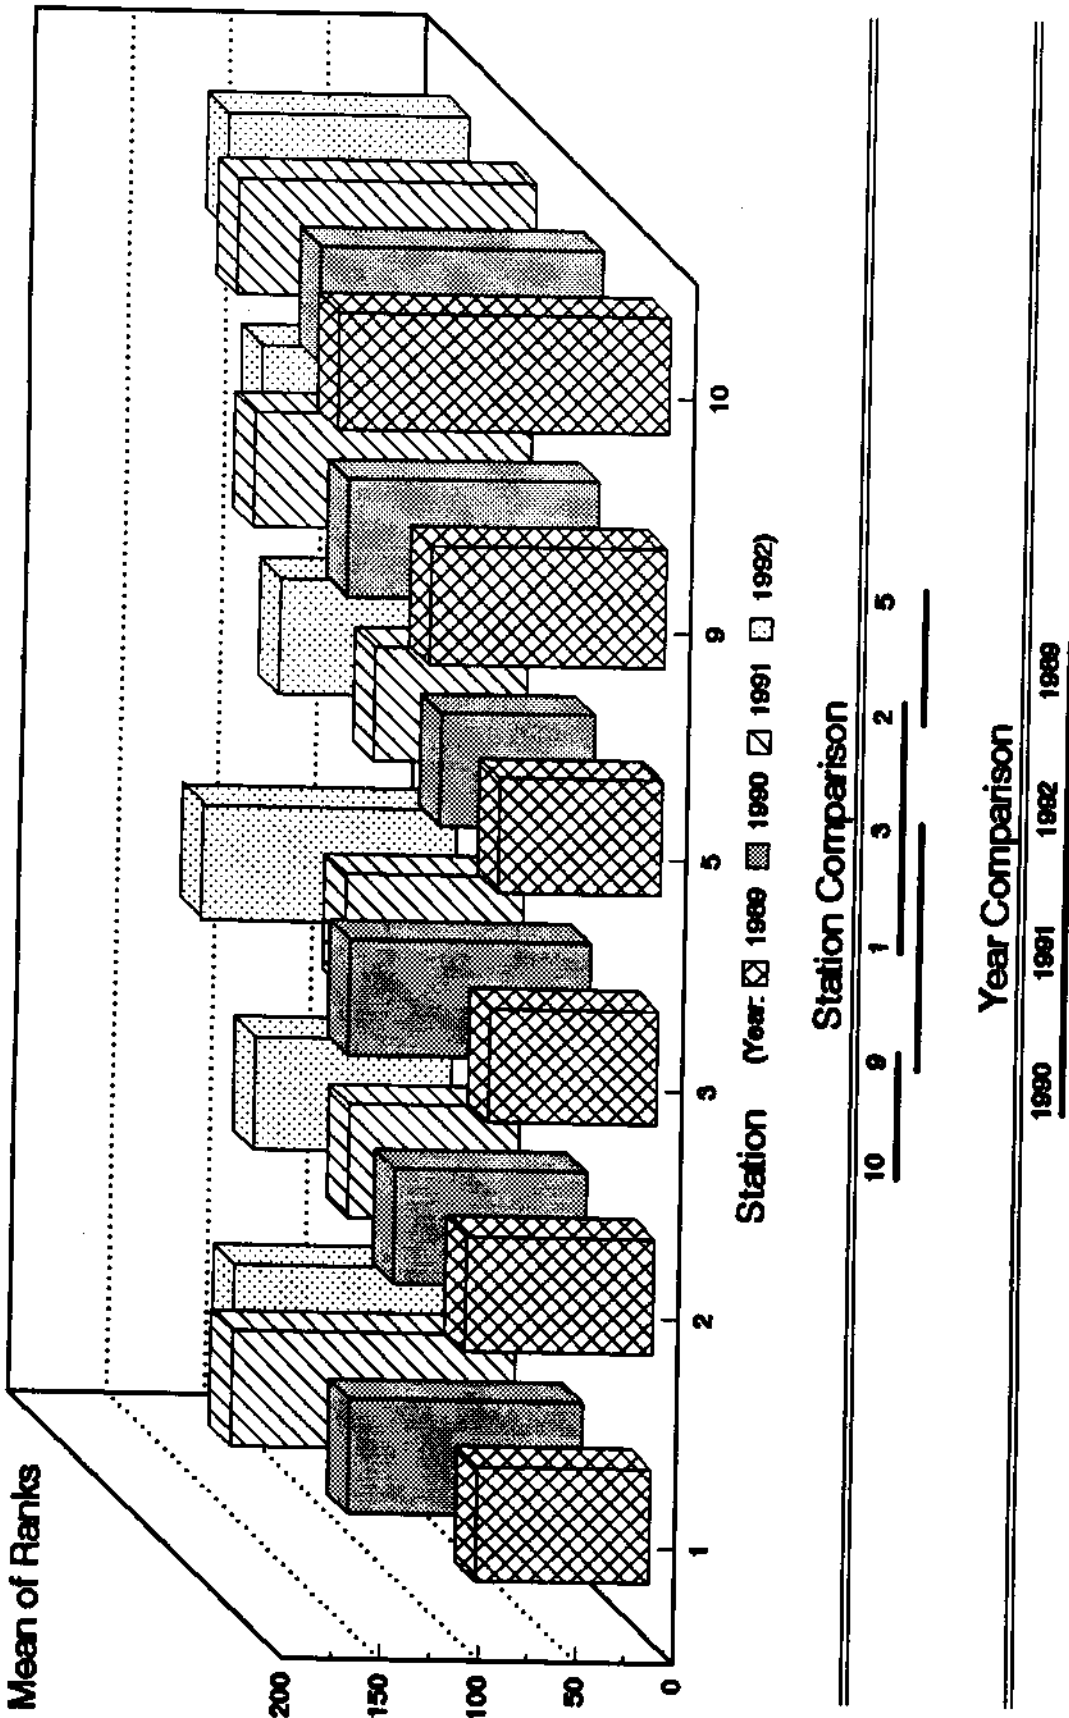 Mean of Ranks
200
150
100
50
0
1 2 3 5 9 10
Station (Year: 1989 1990 1991 1992)
Station Comparison
10 9 1 3 2 5
Year Comparison
1990 1991 1992 1989